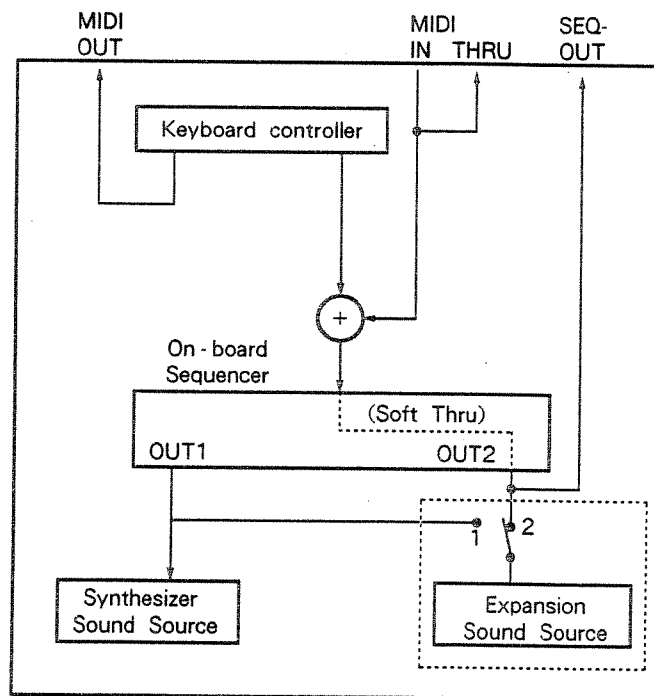 MIDI
OUT
MIDI
IN THRU
SEQ-
OUT
Keyboard controller
+
On-board
Sequencer
(Soft Thru)
OUT1
OUT2
1
2
Synthesizer
Sound Source
Expansion
Sound Source